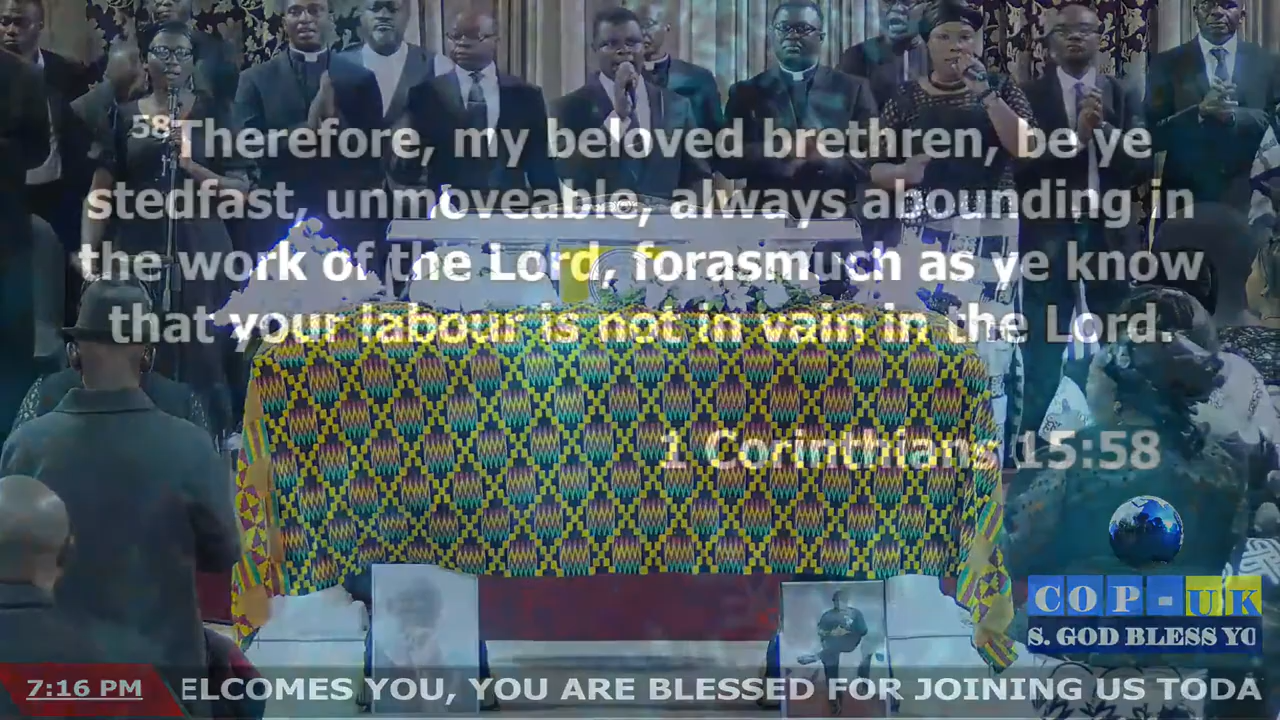 58Therefore, my beloved brethren, be ye
stedfast, unmoveable, always abounding in
the work of the Lord, forasmuch as ye know
that your labour is not in vain in the Lord.
1 Corinthians 15:58
COP-UK
S. GOD BLESS YO
7:16 PM
ELCOMES YOU, YOU ARE BLESSED FOR JOINING US TODA